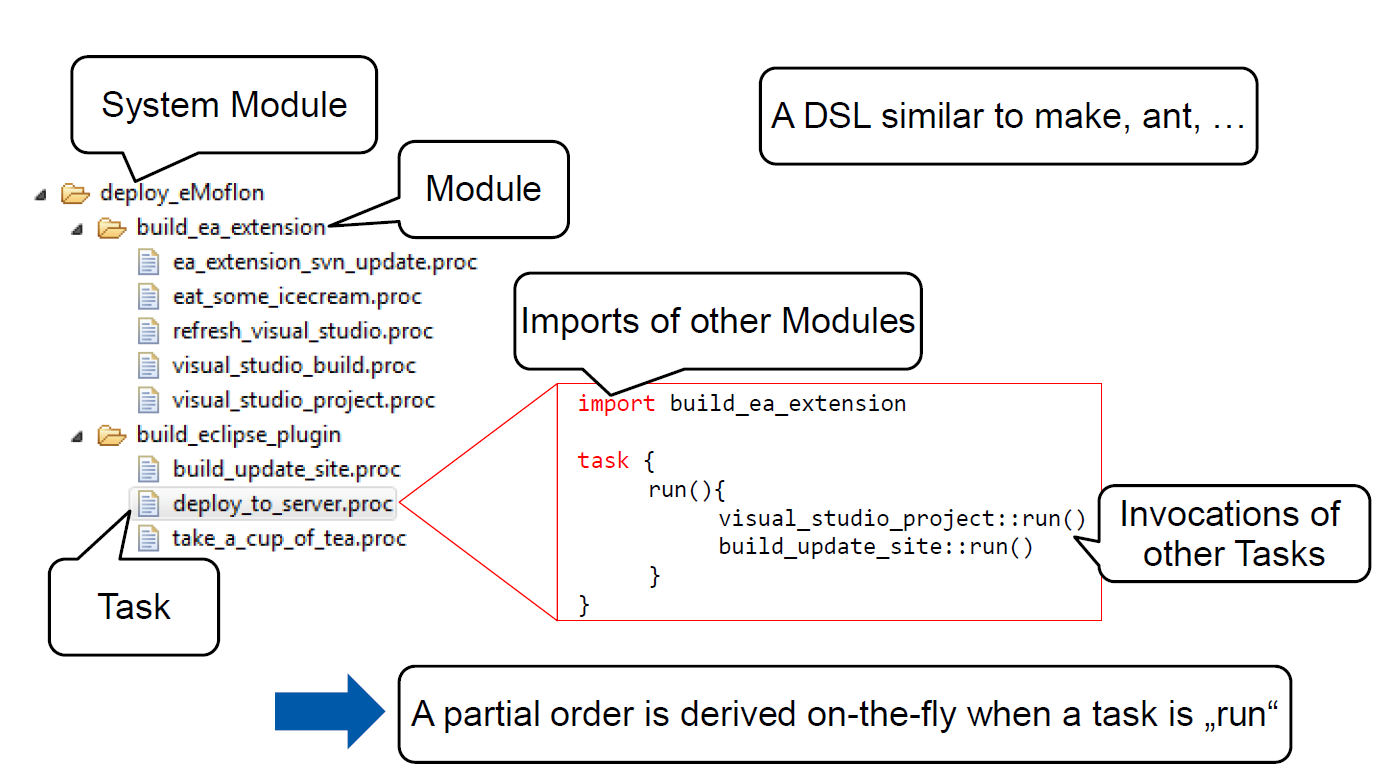 System Module
A DSL similar to make, ant, …
deploy_eMoflon
Module
build_ea_extension
ea_extension_svn_update.proc
eat_some_icecream.proc
refresh_visual_studio.proc
visual_studio_build.proc
visual_studio_project.proc
build_eclipse_plugin
build_update_site.proc
deploy_to_server.proc
take_a_cup_of_tea.proc
Task
Imports of other Modules
import build_ea_extension
task {
run(){
visual_studio_project::run()
build_update_site::run()
}
}
Invocations of
other Tasks
A partial order is derived on-the-fly when a task is „run“